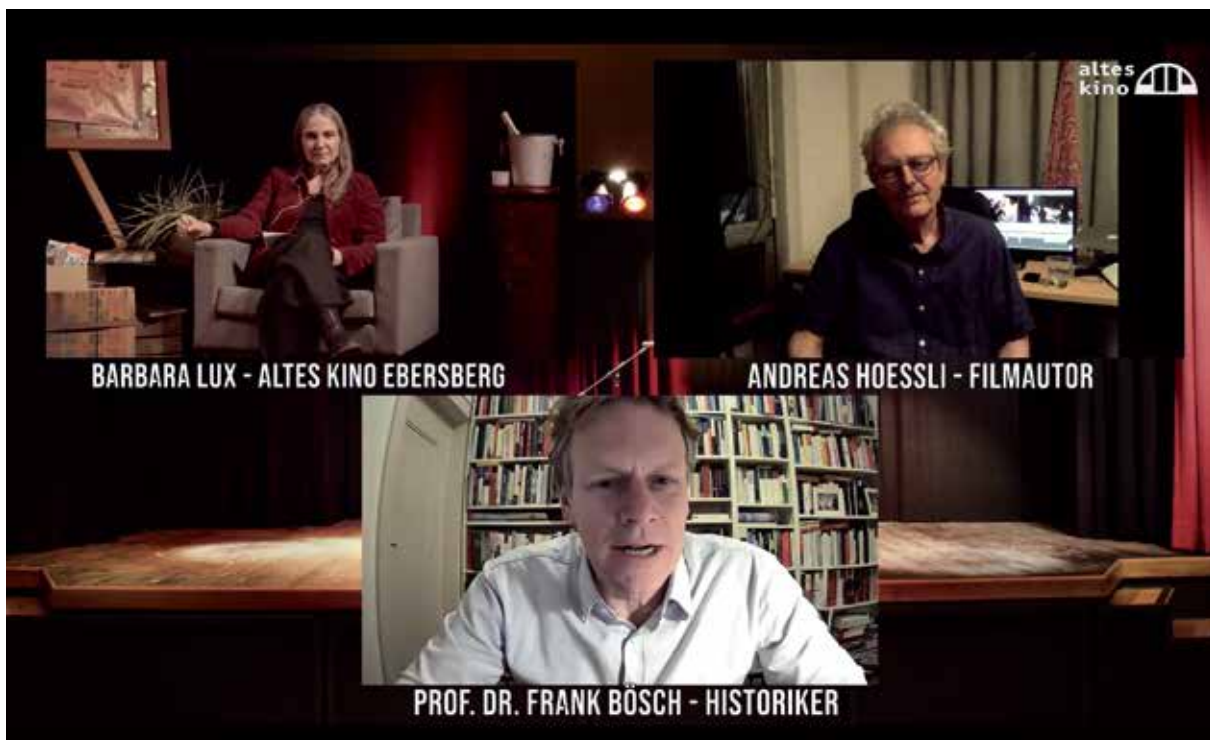 altes
kino
BARBARA LUX - ALTES KINO EBERSBERG
ANDREAS HOESSLI - FILMAUTOR
PROF. DR. FRANK BÖSCH - HISTORIKER